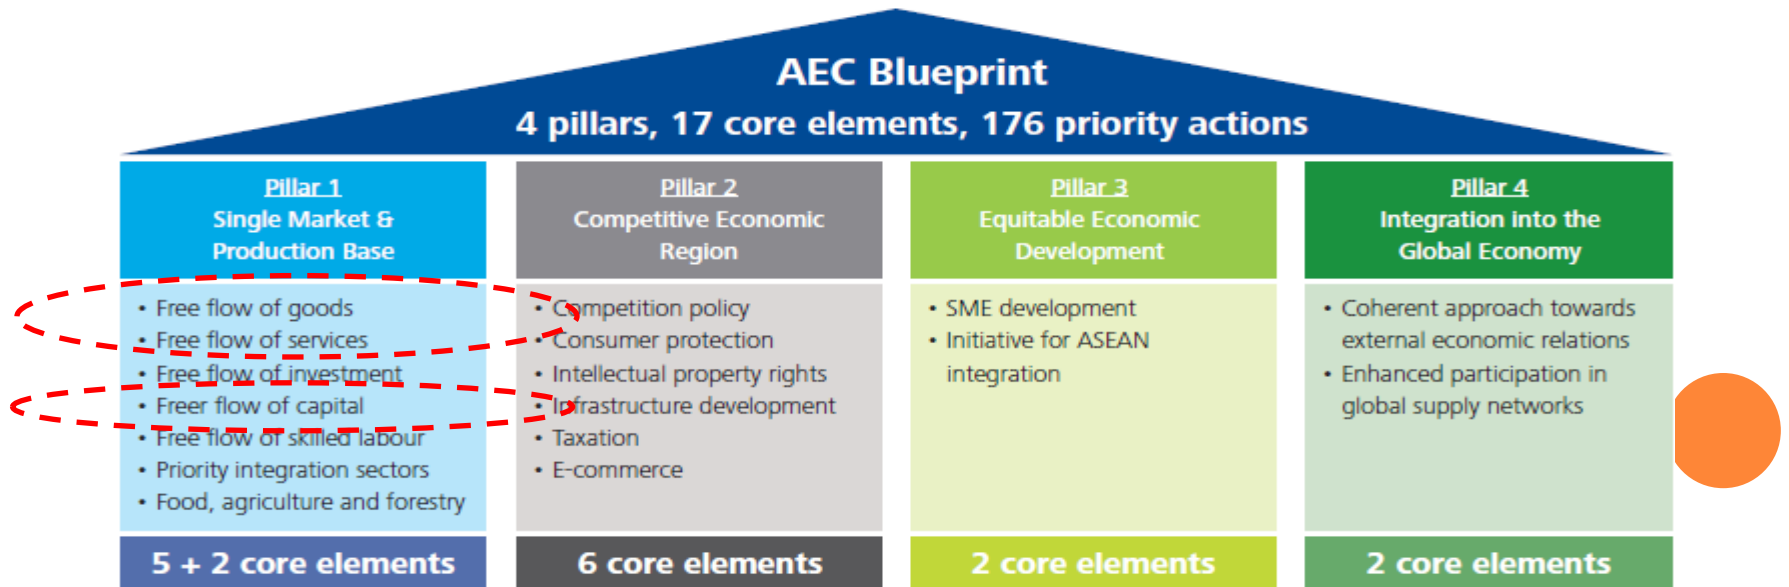 AEC Blueprint
4 pillars, 17 core elements, 176 priority actions
Pillar 1
Single Market &
Production Base
• Free flow of goods
• Free flow of services
• Free flow of investment
• Freer flow of capital
• Free flow of skilled labour
• Priority integration sectors
• Food, agriculture and forestry
5 + 2 core elements
Pillar 2
Competitive Economic
Region
• Competition policy
• Consumer protection
• Intellectual property rights
• Infrastructure development
• Taxation
• E-commerce
6 core elements
Pillar 3
Equitable Economic
Development
• SME development
• Initiative for ASEAN
integration
2 core elements
Pillar 4
Integration into the
Global Economy
• Coherent approach towards
external economic relations
• Enhanced participation in
global supply networks
2 core elements